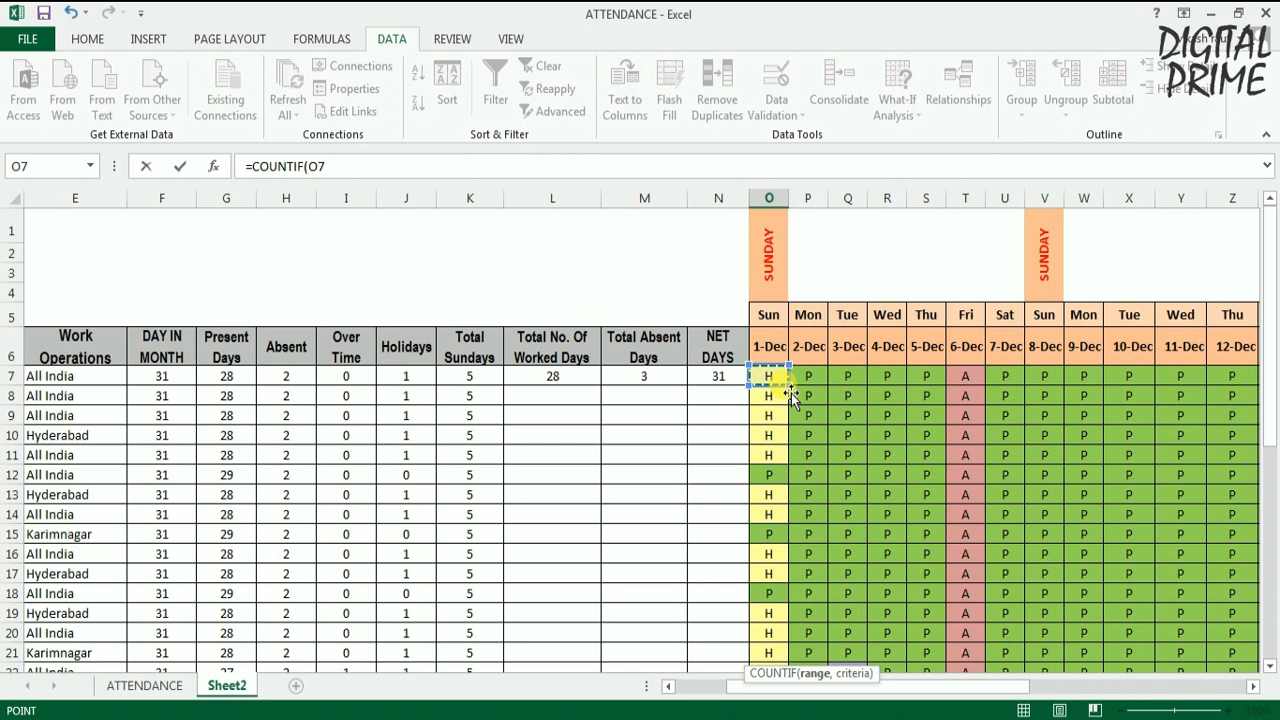 ATTENDANCE - Excel
DIGITAL
PRIME
FILE HOME INSERT PAGE LAYOUT FORMULAS DATA REVIEW VIEW
From Access
From Web
From Text
From Other Sources
Existing Connections
Get External Data
Refresh All
Connections
Properties
Edit Links
Connections
Sort
Filter
Clear
Reapply
Advanced
Sort & Filter
Text to Columns
Flash Fill
Remove Duplicates
Data Validation
Consolidate
What-If Analysis
Relationships
Data Tools
Group
Ungroup
Subtotal
Outline
O7 fx =COUNTIF(O7
E F G H I J K L M N O P Q R S T U V W X Y Z
1
2
3
4
SUNDAY SUNDAY
5 Sun Mon Tue Wed Thu Fri Sat Sun Mon Tue Wed Thu
6 Work Operations DAY IN MONTH Present Days Absent Over Time Holidays Total Sundays Total No. Of Worked Days Total Absent Days NET DAYS 1-Dec 2-Dec 3-Dec 4-Dec 5-Dec 6-Dec 7-Dec 8-Dec 9-Dec 10-Dec 11-Dec 12-Dec
7 All India 31 28 2 0 1 5 28 3 31 H P P P P A P P P P P P
8 All India 31 28 2 0 1 5 H P P P P A P P P P P P
9 All India 31 28 2 0 1 5 H P P P P A P P P P P P
10 Hyderabad 31 28 2 0 1 5 H P P P P A P P P P P P
11 All India 31 28 2 0 1 5 H P P P P A P P P P P P
12 All India 31 29 2 0 0 5 P P P P P A P P P P P P
13 Hyderabad 31 28 2 0 1 5 H P P P P A P P P P P P
14 All India 31 28 2 0 1 5 H P P P P A P P P P P P
15 Karimnagar 31 29 2 0 0 5 P P P P P A P P P P P P
16 All India 31 28 2 0 1 5 H P P P P A P P P P P P
17 Hyderabad 31 28 2 0 1 5 H P P P P A P P P P P P
18 All India 31 29 2 0 0 5 P P P P P A P P P P P P
19 Hyderabad 31 28 2 0 1 5 H P P P P A P P P P P P
20 All India 31 28 2 0 1 5 H P P P P A P P P P P P
21 Karimnagar 31 28 2 0 1 5 H P P P P A P P P P P P
COUNTIF(range, criteria)
ATTENDANCE Sheet2
POINT